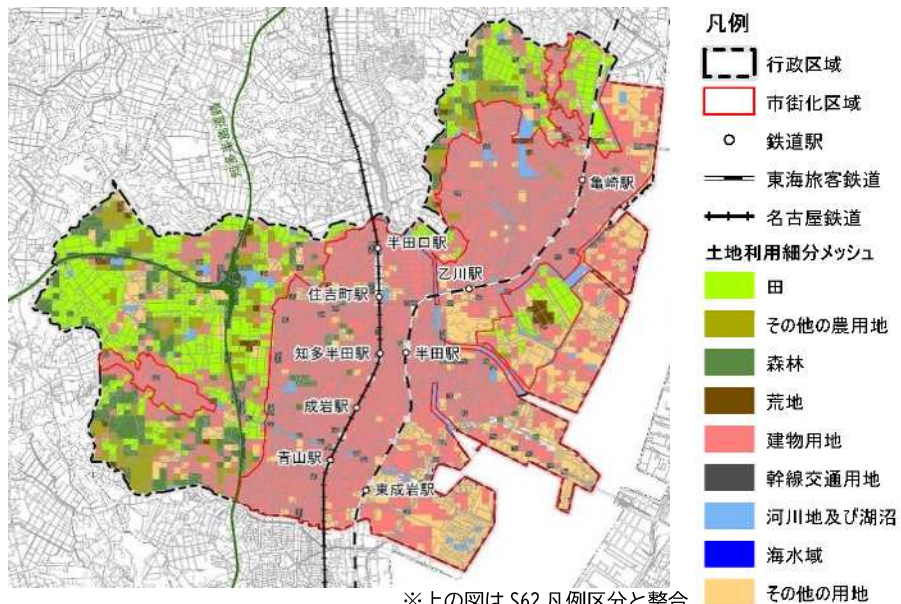 凡例
行政区域
市街化区域
鉄道駅
東海旅客鉄道
名古屋鉄道
土地利用細分メッシュ
田
その他の農用地
森林
荒地
建物用地
幹線交通用地
河川地及び湖沼
海水域
その他の用地
亀崎駅
半田口駅
乙川駅
住吉町駅
知多半田駅
半田駅
成岩駅
青山駅
東成岩駅
※上の図は S62 凡例区分と整合